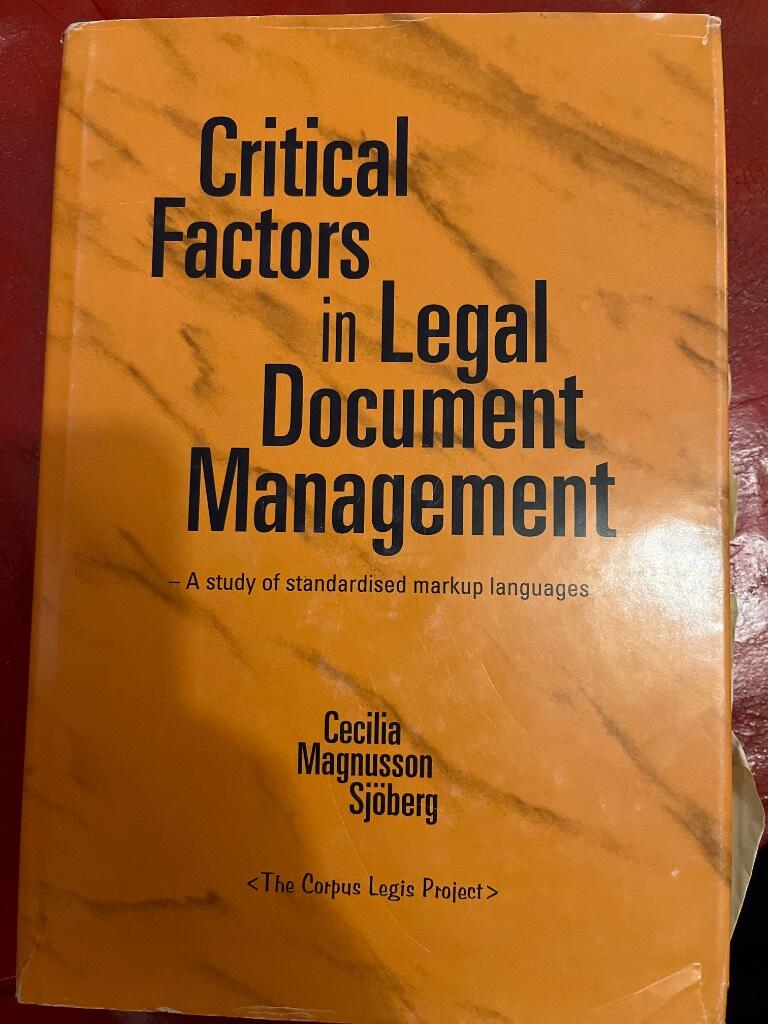 Critical
Factors
in Legal
Document
Management
– A study of standardised markup languages
Cecilia
Magnusson
Sjöberg
<The Corpus Legis Project>